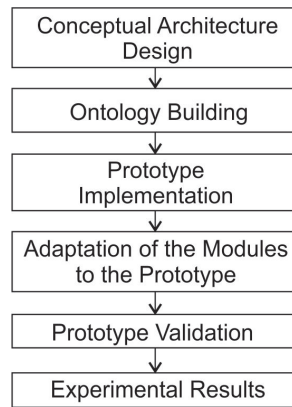 Conceptual Architecture
Design
Ontology Building
Prototype
Implementation
Adaptation of the Modules
to the Prototype
Prototype Validation
Experimental Results